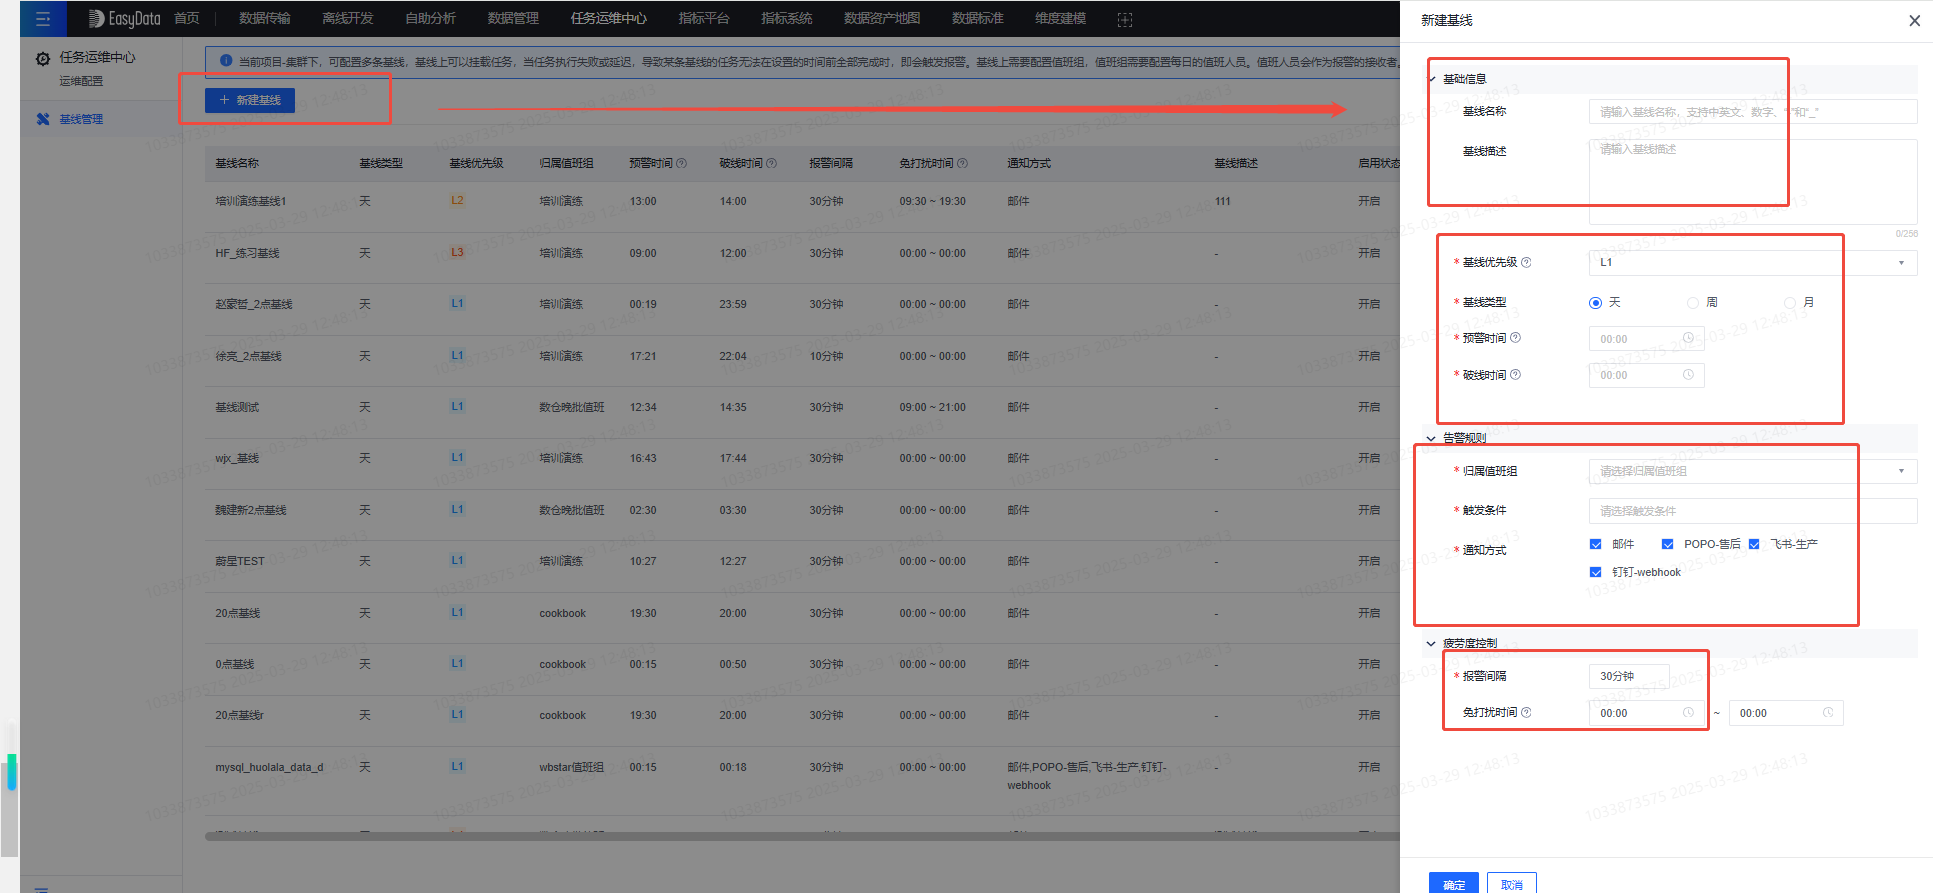 EasyData 首页 数据传输 离线开发 自助分析 数据管理 任务运维中心 指标平台 指标系统 数据资产地图 数据标准 维度建模
任务运维中心
运维配置
基线管理
当前项目-集群下，可配置多条基线，基线上可以挂载任务，当任务执行失败或延迟，导致某条基线的任务无法在设置的时间前全部完成时，即会触发报警。基线上需要配置值班组，值班组需要配置每日的值班人员。值班人员会作为报警的接收者。
新建基线
基线名称 基线类型 基线优先级 归属值班组 预警时间 破线时间 报警间隔 免打扰时间 通知方式 基线描述 启用状态
培训演练基线1 天 L2 培训演练 13:00 14:00 30分钟 09:30 ~ 19:30 邮件 111 开启
HF_练习基线 天 L3 培训演练 09:00 12:00 30分钟 00:00 ~ 00:00 邮件 - 开启
赵蒙哲_2点基线 天 L1 培训演练 00:19 23:59 30分钟 00:00 ~ 00:00 邮件 - 开启
徐亮_2点基线 天 L1 培训演练 17:21 22:04 10分钟 00:00 ~ 00:00 邮件 - 开启
基线测试 天 L1 数仓晚批值班 12:34 14:35 30分钟 09:00 ~ 21:00 邮件 - 开启
wjx_基线 天 L1 培训演练 16:43 17:44 30分钟 00:00 ~ 00:00 邮件 - 开启
魏建新2点基线 天 L1 数仓晚批值班 02:30 03:30 30分钟 00:00 ~ 00:00 邮件 - 开启
蔚星TEST 天 L1 培训演练 10:27 12:27 30分钟 00:00 ~ 00:00 邮件 - 开启
20点基线 天 L1 cookbook 19:30 20:00 30分钟 00:00 ~ 00:00 邮件 - 开启
0点基线 天 L1 cookbook 00:15 00:50 30分钟 00:00 ~ 00:00 邮件 - 开启
20点基线r 天 L1 cookbook 19:30 20:00 30分钟 00:00 ~ 00:00 邮件 - 开启
mysql_huolala_data_d 天 L1 wbstar值班组 00:15 00:18 30分钟 00:00 ~ 00:00 邮件,POPO-售后,飞书-生产,钉钉-webhook - 开启
新建基线
基础信息
基线名称 请输入基线名称，支持中英文、数字、"-"和"_"
基线描述 请输入基线描述
0/256
* 基线优先级 L1
* 基线类型 天 周 月
* 预警时间 00:00
* 破线时间 00:00
告警规则
* 归属值班组 请选择归属值班组
* 触发条件 请选择触发条件
* 通知方式 邮件 POPO-售后 飞书-生产
钉钉-webhook
疲劳度控制
* 报警间隔 30分钟
免打扰时间 00:00 ~ 00:00
确定 取消
1033873575 2025-03-29 12:48:13